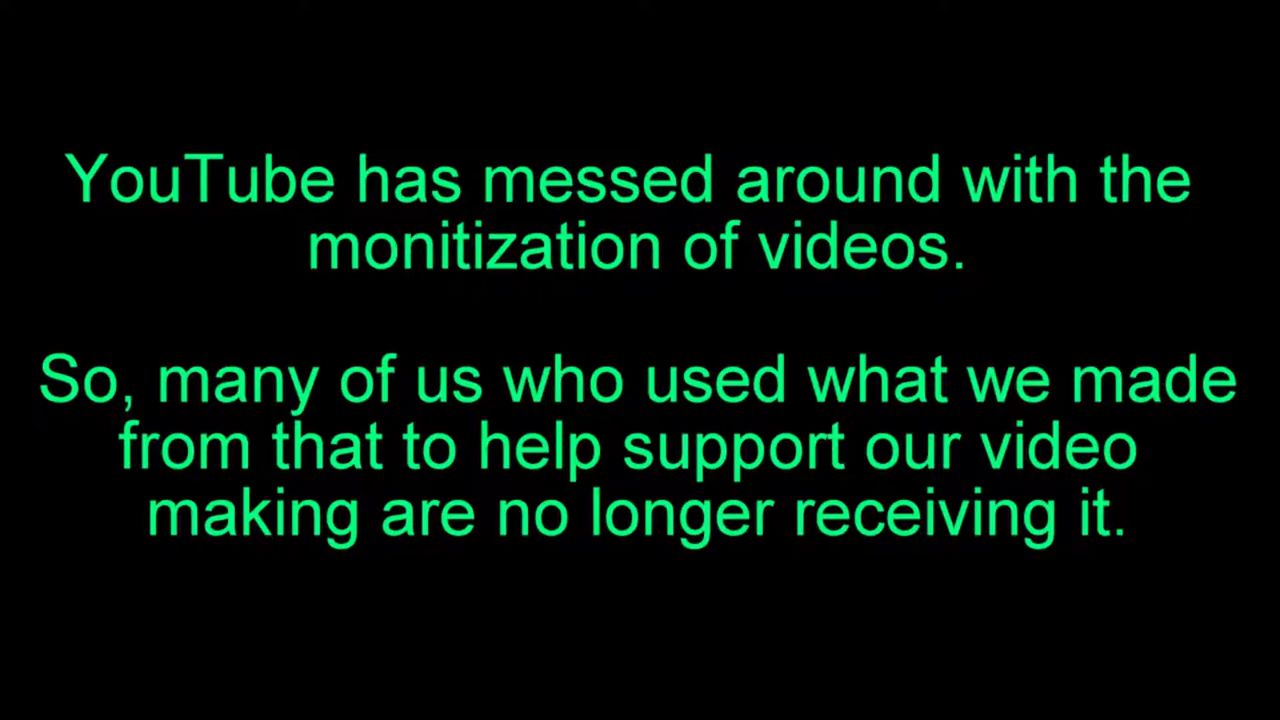 YouTube has messed around with the
monitization of videos.
So, many of us who used what we made
from that to help support our video
making are no longer receiving it.